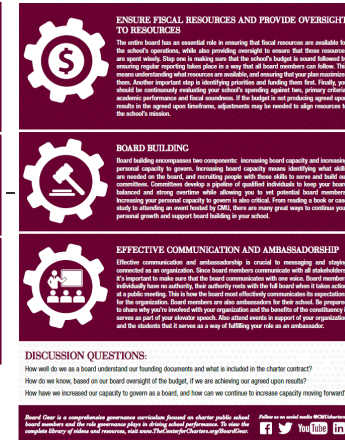 ENSURE FISCAL RESOURCES AND PROVIDE OVERSIGHT
TO RESOURCES
The entire board has an essential role in ensuring that fiscal resources are available for
the school's operations, while also providing oversight to ensure that those resources
are spent wisely. Step one is making sure that the school's budget is sound followed by
ensuring regular reporting takes place in a way that all board members can follow. This
means understanding what resources are available, and ensuring that your plan maximizes
them. Another important step is identifying priorities and funding them first. Finally, you
should be continuously evaluating your school's spending against two, primary criteria:
academic performance and fiscal soundness. If the budget is not producing agreed upon
results in the agreed upon timeframe, adjustments may be needed to align resources to
the school's mission.
BOARD BUILDING
Board building encompasses two components: increasing board capacity and increasing
personal capacity to govern. Increasing board capacity means identifying what skills
are needed on the board, and recruiting people with those skills to serve and build out
committees. Committees develop a pipeline of qualified individuals to keep your board
balanced and strong overtime while allowing you to vet potential board members.
Increasing your personal capacity to govern is also critical. From reading a book or case
study to attending an event hosted by CMU, there are many great ways to continue your
personal growth and support board building in your school.
EFFECTIVE COMMUNICATION AND AMBASSADORSHIP
Effective communication and ambassadorship is crucial to messaging and staying
connected as an organization. Since board members communicate with all stakeholders
it's important to make sure that the board communicates with one voice. Board members
individually have no authority, their authority rests with the full board when it takes action
at a public meeting. This is how the board most effectively communicates its expectations
for the organization. Board members are also ambassadors for their school. Be prepared
to share why you're involved with your organization and the benefits of the constituency it
serves as part of your elevator speech. Also attend events in support of your organization
and the students that it serves as a way of fulfilling your role as an ambassador.
DISCUSSION QUESTIONS:
How well do we as a board understand our founding documents and what is included in the charter contract?
How do we know, based on our board oversight of the budget, if we are achieving our agreed upon results?
How have we increased our capacity to govern as a board, and how can we continue to increase capacity moving forward?
Board Gear is a comprehensive governance curriculum focused on charter public school
board members and the role governance plays in driving school performance. To view the
complete library of videos and resources, visit www.TheCenterforCharters.org/BoardGear.
Follow us on social media @CMUcharters
f YouTube in